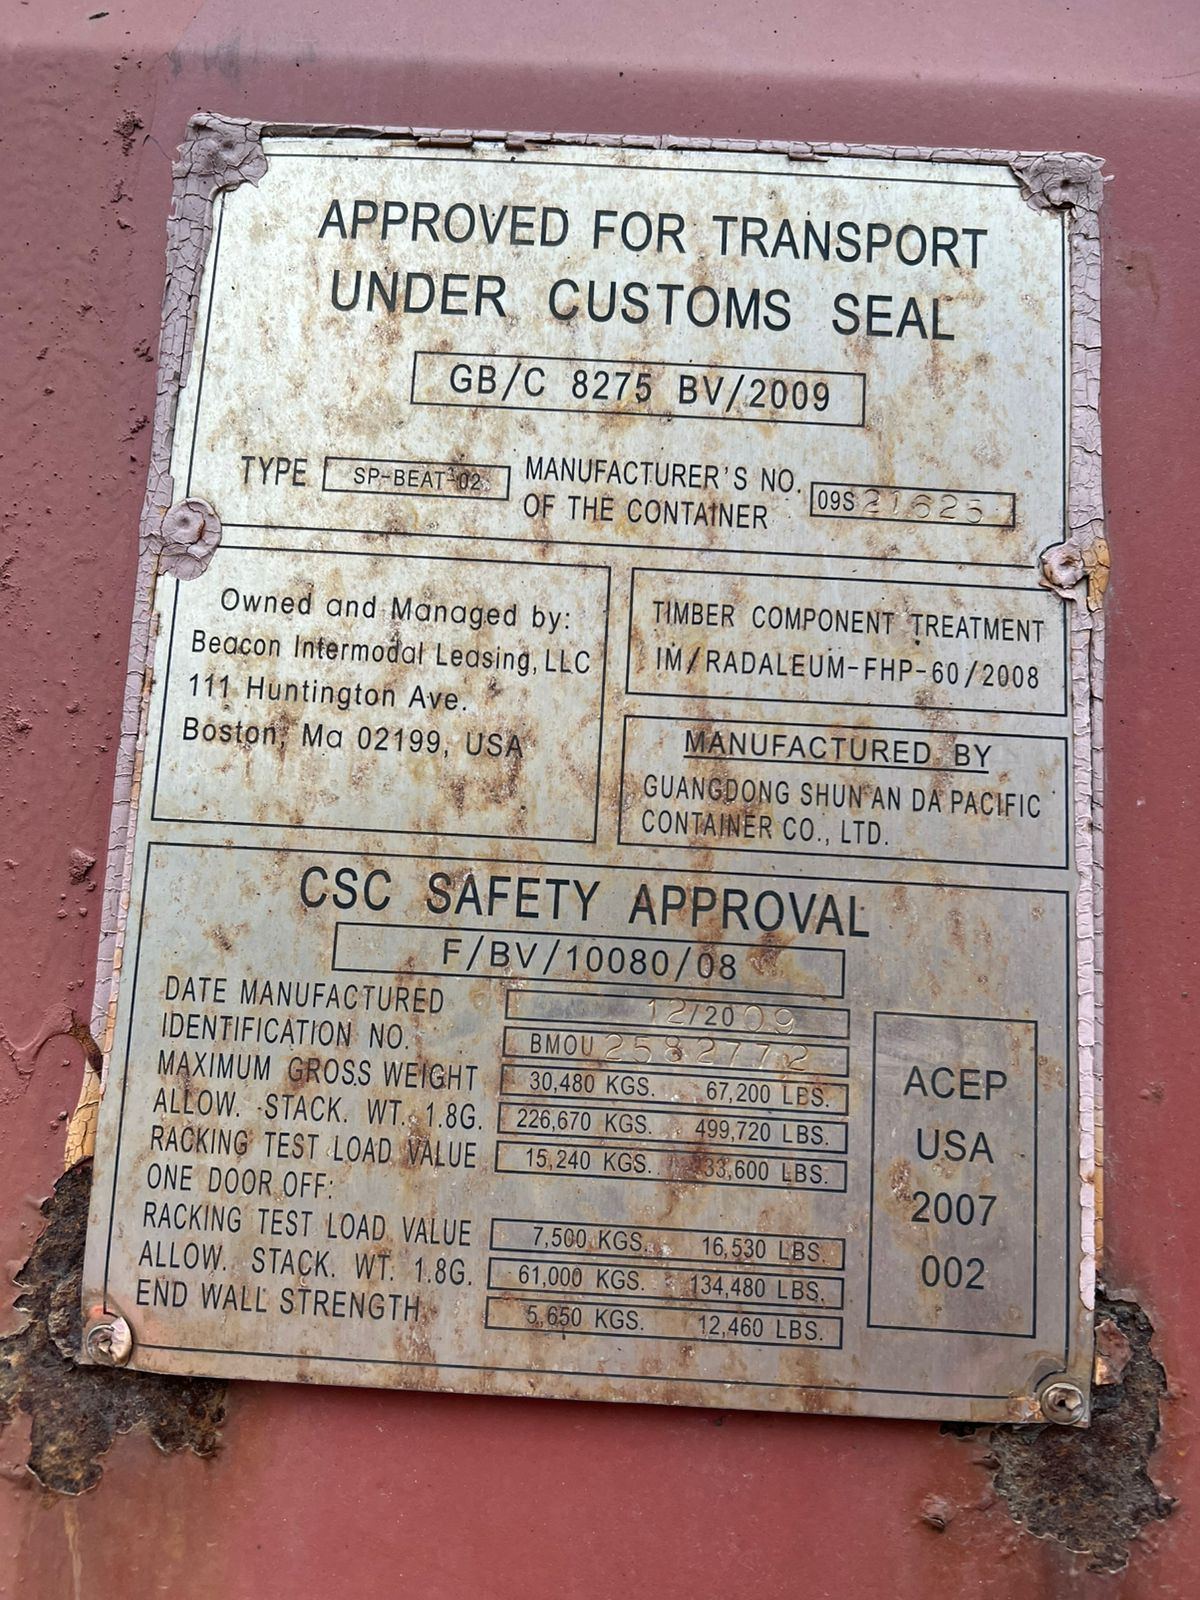 APPROVED FOR TRANSPORT
UNDER CUSTOMS SEAL
GB/C 8275 BV/2009
TYPE SP-BEAT-02
MANUFACTURER'S NO.
OF THE CONTAINER
09S 21625
Owned and Managed by:
Beacon Intermodal Leasing, LLC
111 Huntington Ave.
Boston, Ma 02199, USA
TIMBER COMPONENT TREATMENT
IM/RADALEUM-FHP-60/2008
MANUFACTURED BY
GUANGDONG SHUN AN DA PACIFIC
CONTAINER CO., LTD.
CSC SAFETY APPROVAL
F/BV/10080/08
DATE MANUFACTURED 12/2009
IDENTIFICATION NO. BMOU 2582772
MAXIMUM GROSS WEIGHT 30,480 KGS. 67,200 LBS.
ALLOW. STACK. WT. 1.8G. 226,670 KGS. 499,720 LBS.
RACKING TEST LOAD VALUE 15,240 KGS. 33,600 LBS.
ONE DOOR OFF:
RACKING TEST LOAD VALUE 7,500 KGS. 16,530 LBS.
ALLOW. STACK. WT. 1.8G. 61,000 KGS. 134,480 LBS.
END WALL STRENGTH 5,650 KGS. 12,460 LBS.
ACEP
USA
2007
002